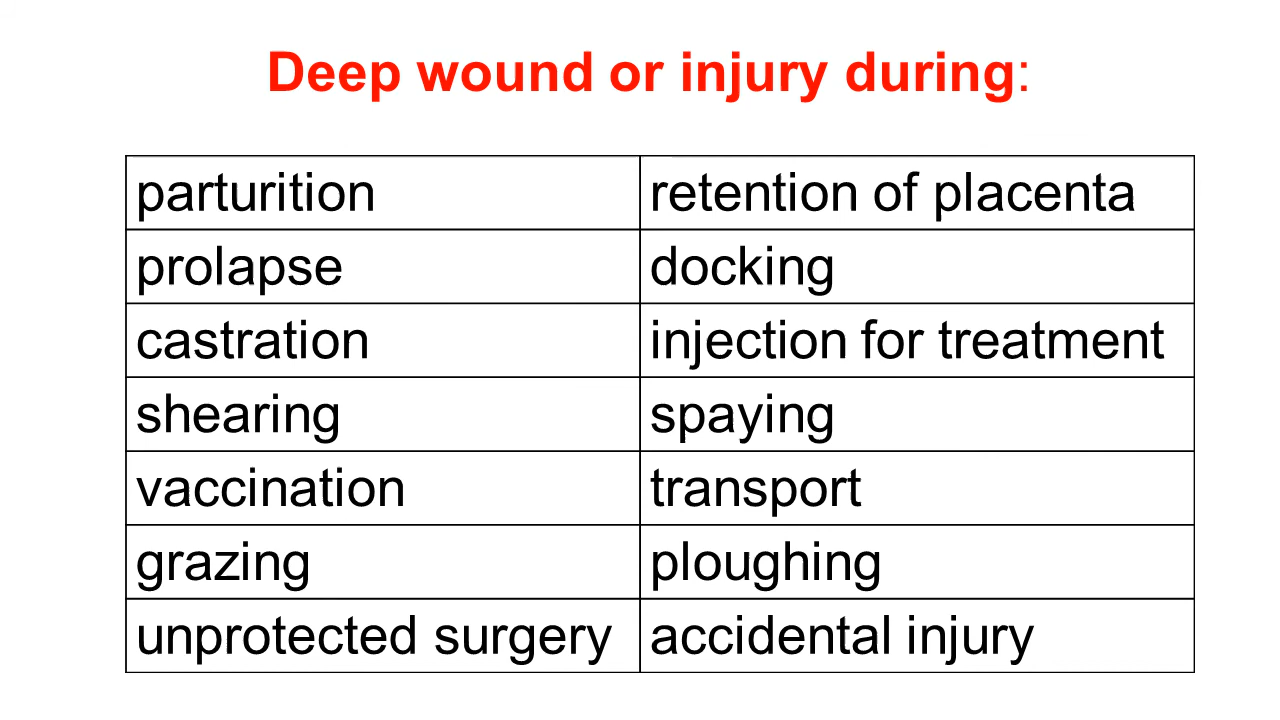 Deep wound or injury during:
parturition retention of placenta
prolapse docking
castration injection for treatment
shearing spaying
vaccination transport
grazing ploughing
unprotected surgery accidental injury